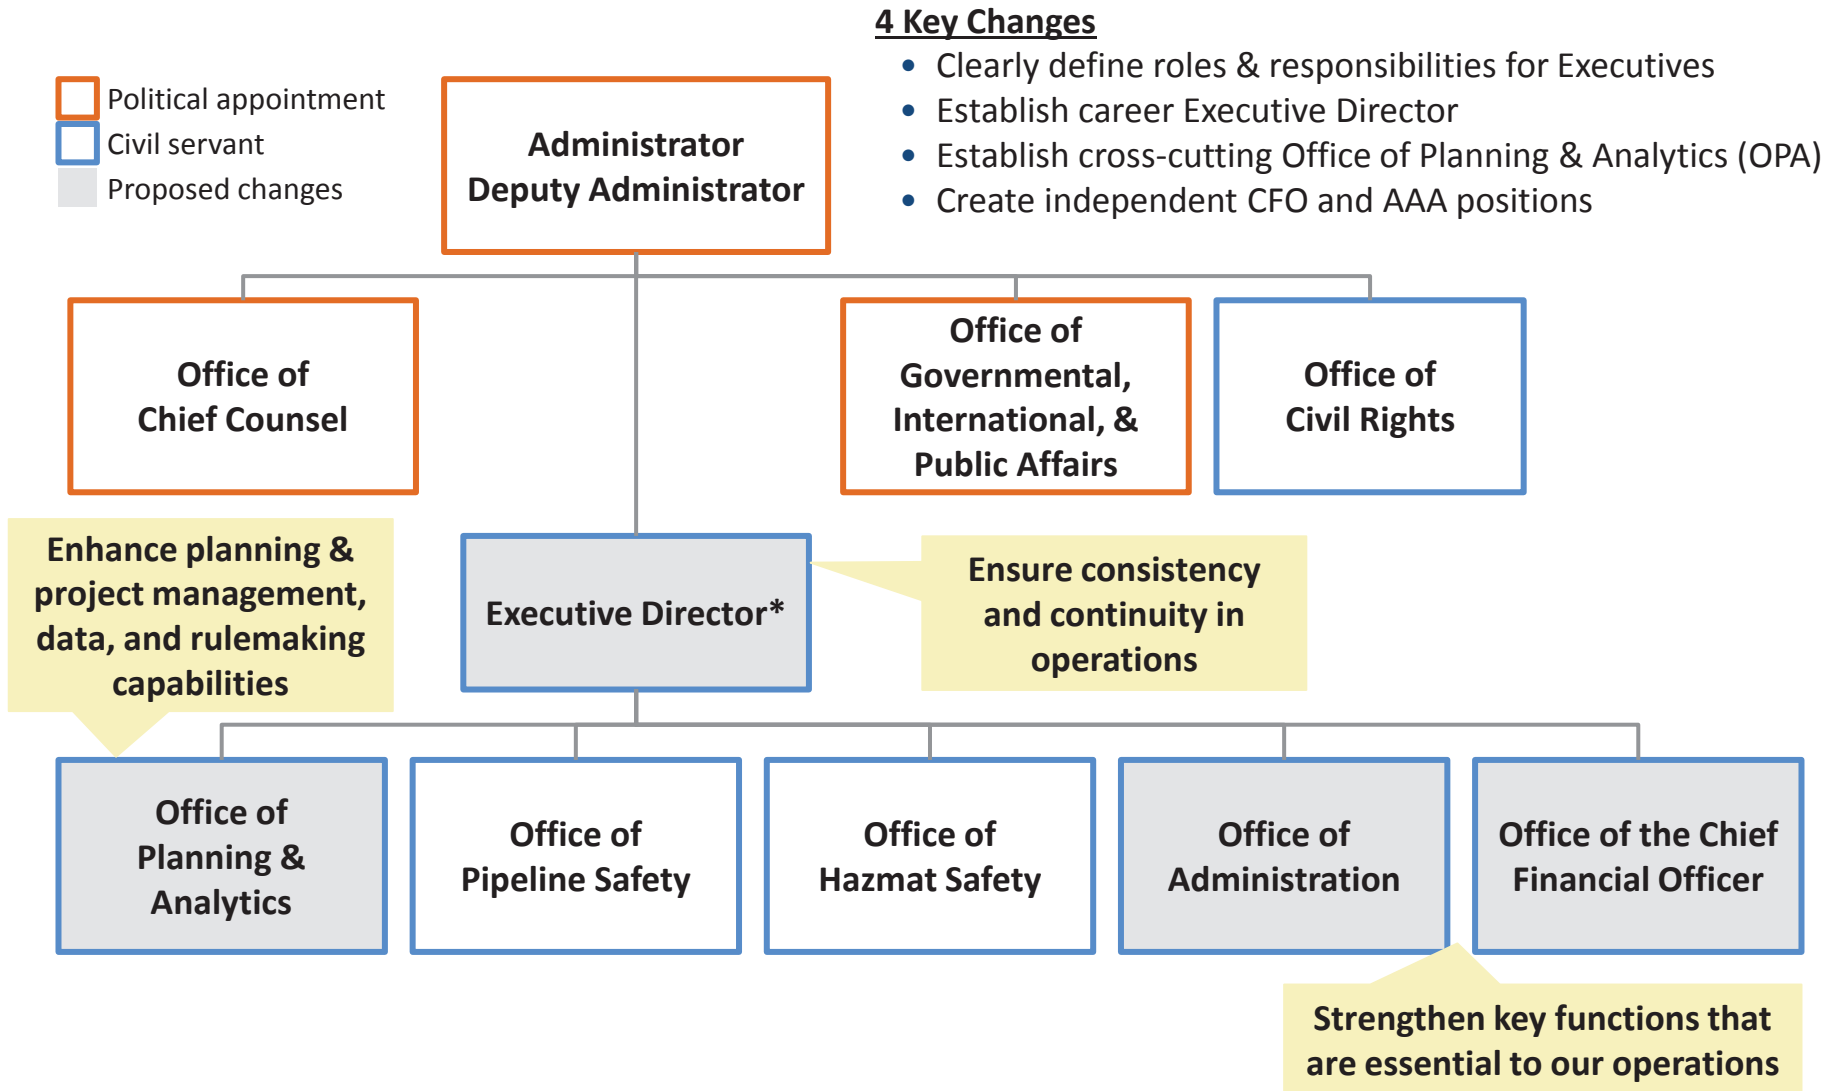 4 Key Changes
• Clearly define roles & responsibilities for Executives
• Establish career Executive Director
• Establish cross-cutting Office of Planning & Analytics (OPA)
• Create independent CFO and AAA positions
Political appointment
Civil servant
Proposed changes
Administrator
Deputy Administrator
Office of
Chief Counsel
Office of
Governmental,
International, &
Public Affairs
Office of
Civil Rights
Enhance planning &
project management,
data, and rulemaking
capabilities
Executive Director*
Ensure consistency
and continuity in
operations
Office of
Planning &
Analytics
Office of
Pipeline Safety
Office of
Hazmat Safety
Office of
Administration
Office of the Chief
Financial Officer
Strengthen key functions that
are essential to our operations